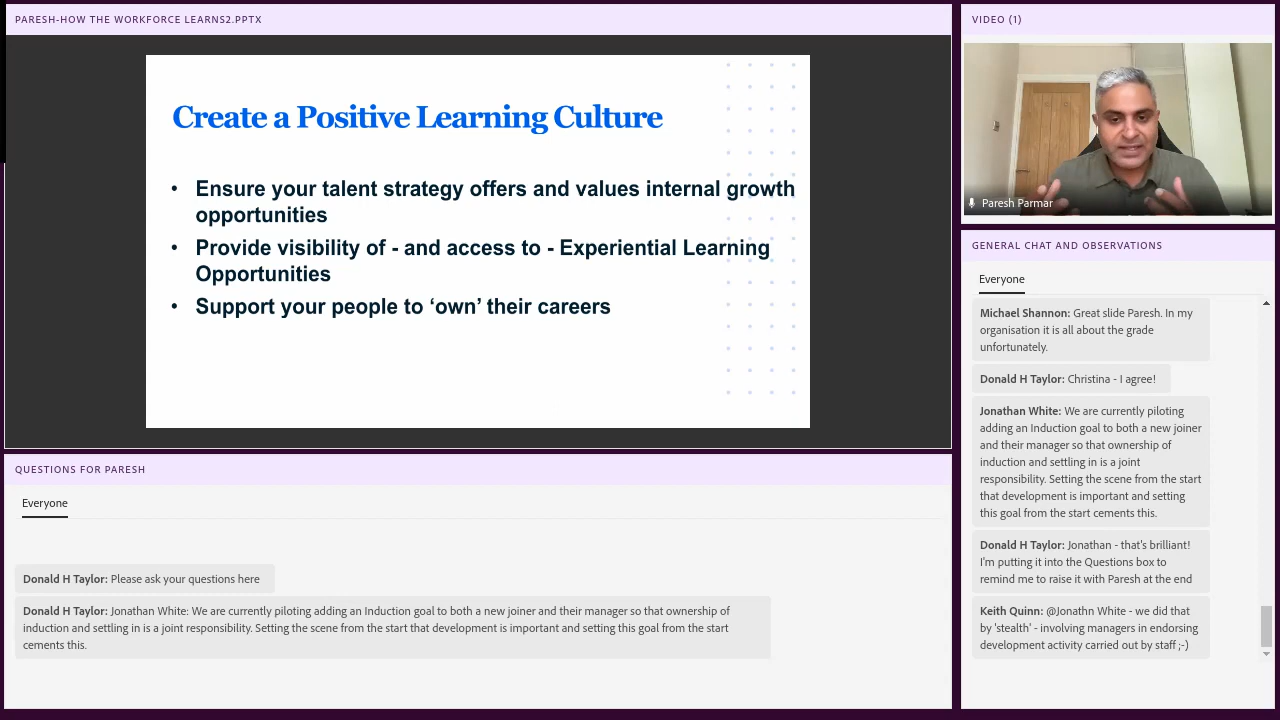 PARESH-HOW THE WORKFORCE LEARNS2.PPTX
Create a Positive Learning Culture
• Ensure your talent strategy offers and values internal growth
opportunities
• Provide visibility of - and access to - Experiential Learning
Opportunities
• Support your people to ‘own’ their careers
QUESTIONS FOR PARESH
Everyone
Donald H Taylor: Please ask your questions here
Donald H Taylor: Jonathan White: We are currently piloting adding an Induction goal to both a new joiner and their manager so that ownership of
induction and settling in is a joint responsibility. Setting the scene from the start that development is important and setting this goal from the start
cements this.
VIDEO (1)
Paresh Parmar
GENERAL CHAT AND OBSERVATIONS
Everyone
Michael Shannon: Great slide Paresh. In my
organisation it is all about the grade
unfortunately.
Donald H Taylor: Christina - I agree!
Jonathan White: We are currently piloting
adding an Induction goal to both a new joiner
and their manager so that ownership of
induction and settling in is a joint
responsibility. Setting the scene from the start
that development is important and setting
this goal from the start cements this.
Donald H Taylor: Jonathan - that's brilliant!
I'm putting it into the Questions box to
remind me to raise it with Paresh at the end
Keith Quinn: @Jonathn White - we did that
by 'stealth' - involving managers in endorsing
development activity carried out by staff ;-)